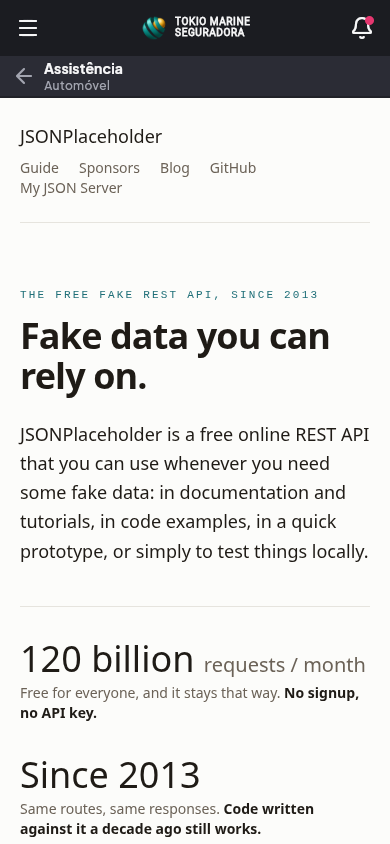 TOKIO MARINE
SEGURADORA
Assistência
Automóvel
JSONPlaceholder
Guide Sponsors Blog GitHub
My JSON Server
THE FREE FAKE REST API, SINCE 2013
Fake data you can
rely on.
JSONPlaceholder is a free online REST API
that you can use whenever you need
some fake data: in documentation and
tutorials, in code examples, in a quick
prototype, or simply to test things locally.
120 billion requests / month
Free for everyone, and it stays that way. No signup,
no API key.
Since 2013
Same routes, same responses. Code written
against it a decade ago still works.